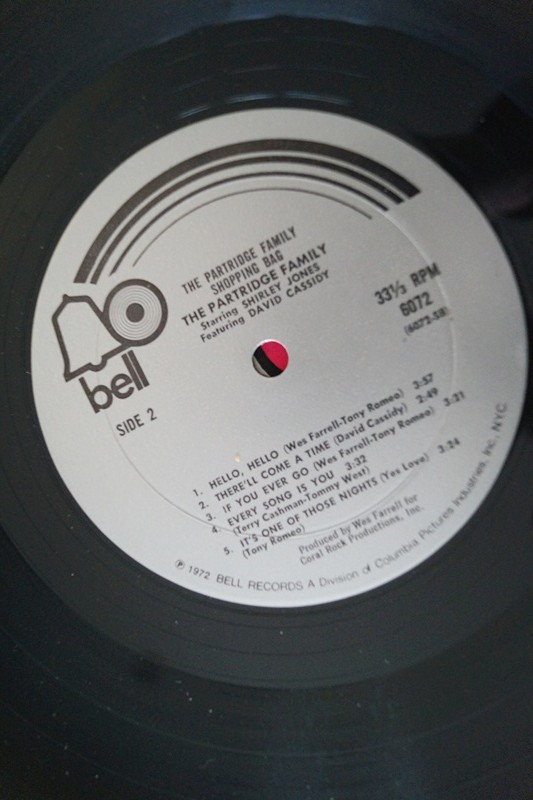 THE PARTRIDGE FAMILY
SHOPPING BAG
THE PARTRIDGE FAMILY
Starring SHIRLEY JONES
Featuring DAVID CASSIDY
33⅓ RPM
6072
(6072-SB)
bell
SIDE 2
1. HELLO, HELLO (Wes Farrell-Tony Romeo) 3:57
2. THERE'LL COME A TIME (David Cassidy) 2:49
3. IF YOU EVER GO (Wes Farrell-Tony Romeo) 3:21
4. EVERY SONG IS YOU 3:32
(Terry Cashman-Tommy West)
5. IT'S ONE OF THOSE NIGHTS (Yes Love) 3:24
(Tony Romeo)
Produced by Wes Farrell for
Coral Rock Productions, Inc.
℗ 1972 BELL RECORDS A Division of Columbia Pictures Industries, Inc., NYC